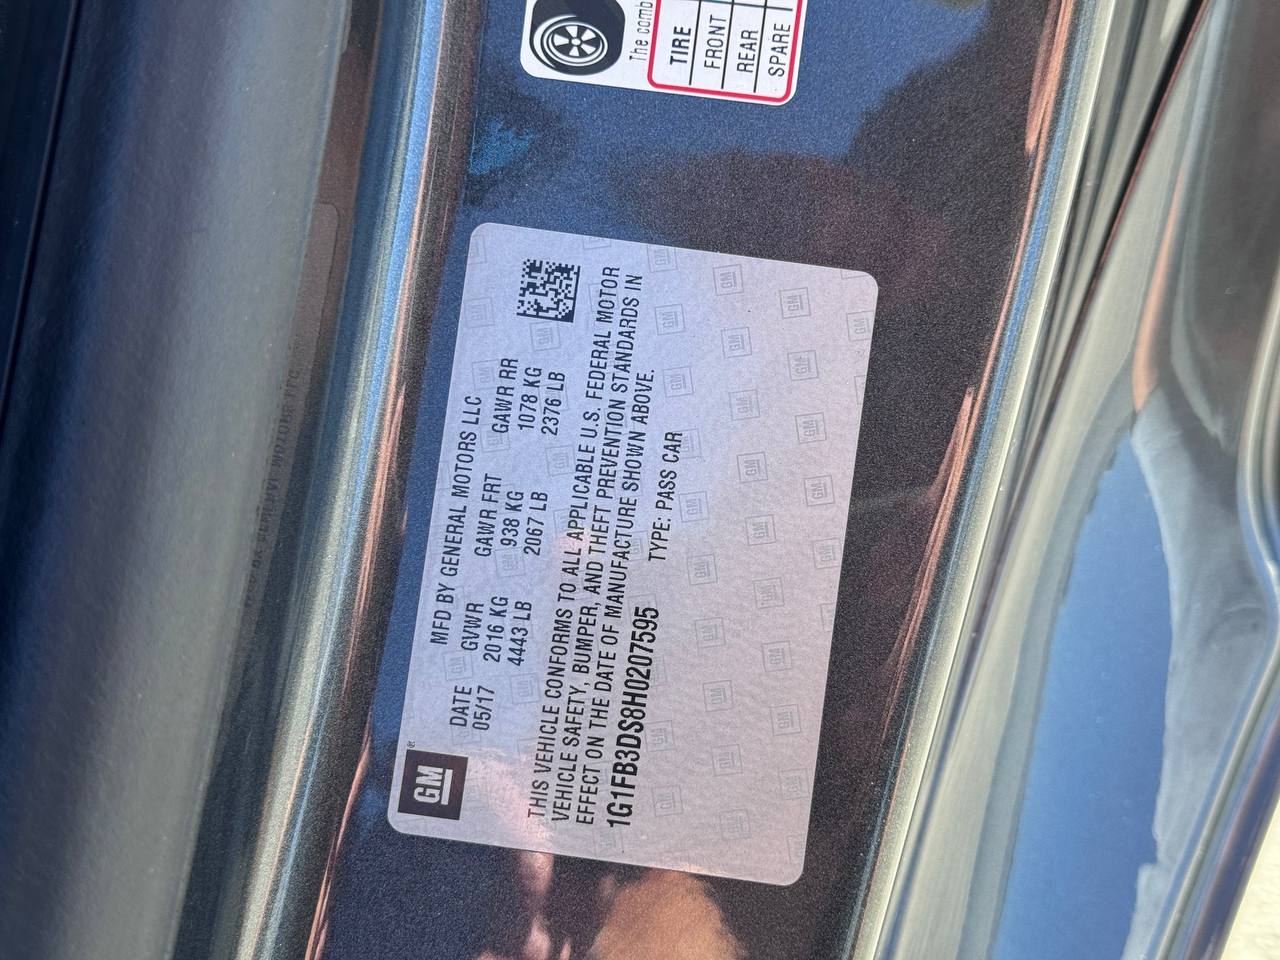 The comb
TIRE
FRONT
REAR
SPARE
GM
MFD BY GENERAL MOTORS LLC
DATE GVWR GAWR FRT GAWR RR
05/17 2016 KG 938 KG 1078 KG
4443 LB 2067 LB 2376 LB
THIS VEHICLE CONFORMS TO ALL APPLICABLE U.S. FEDERAL MOTOR
VEHICLE SAFETY, BUMPER, AND THEFT PREVENTION STANDARDS IN
EFFECT ON THE DATE OF MANUFACTURE SHOWN ABOVE.
1G1FB3DS8H0207595 TYPE: PASS CAR